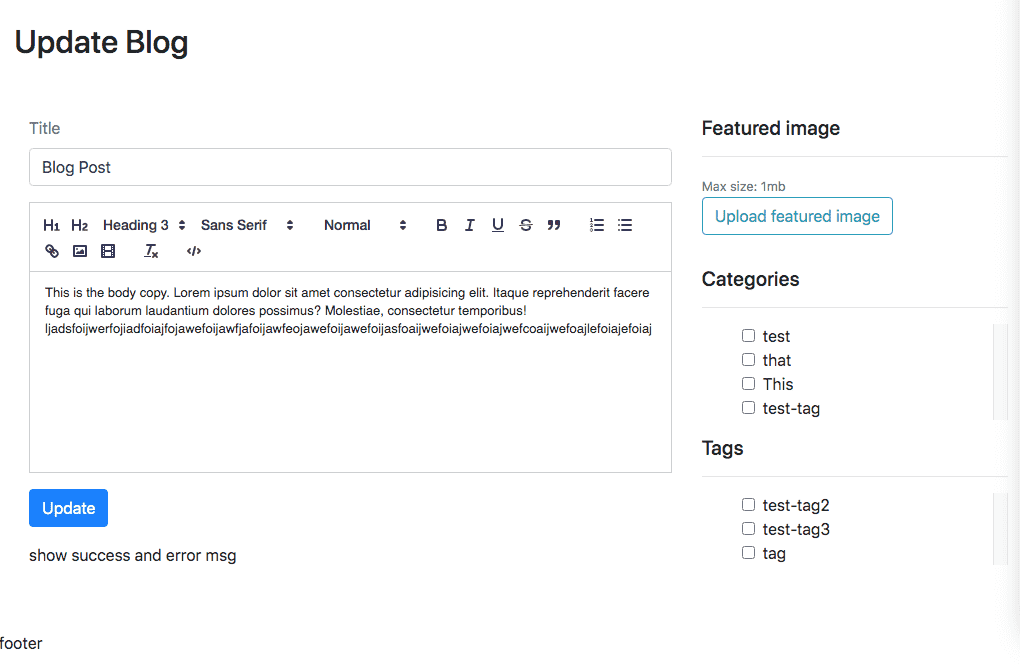 Update Blog
Title
Blog Post
H1 H2 Heading 3 Sans Serif Normal B I U S ” 
Tx </>
This is the body copy. Lorem ipsum dolor sit amet consectetur adipisicing elit. Itaque reprehenderit facere
fuga qui laborum laudantium dolores possimus? Molestiae, consectetur temporibus!
ljadsfoijwerfojiadfoiajfojawefoijawfjafoijawfeojawefoijawefoijasfoaijwefoiajwefoiajwefcoaijwefoajlefoiajefoiaj
Update
show success and error msg
Featured image
Max size: 1mb
Upload featured image
Categories
test
that
This
test-tag
Tags
test-tag2
test-tag3
tag
footer